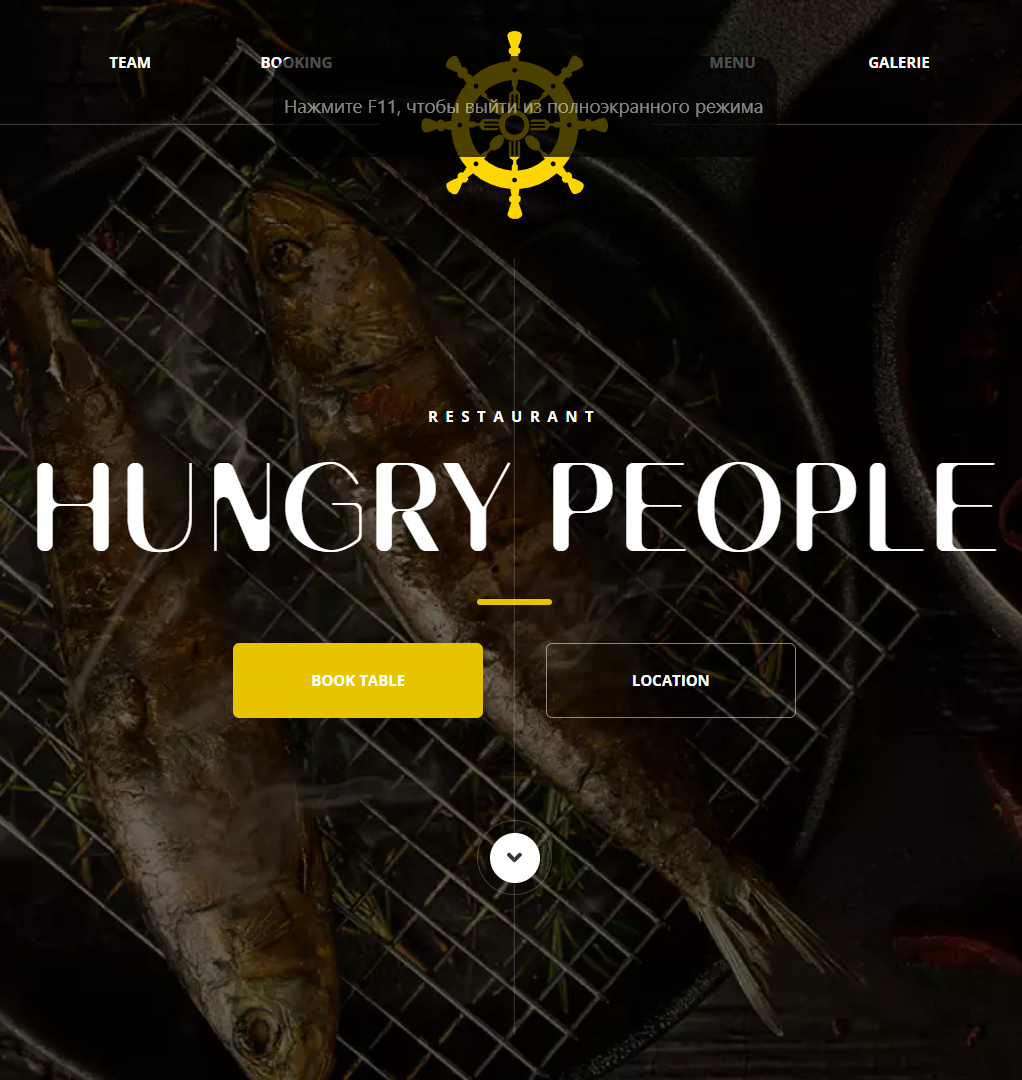 TEAM BOOKING MENU GALERIE
Нажмите F11, чтобы выйти из полноэкранного режима
RESTAURANT
HUNGRY PEOPLE
BOOK TABLE LOCATION